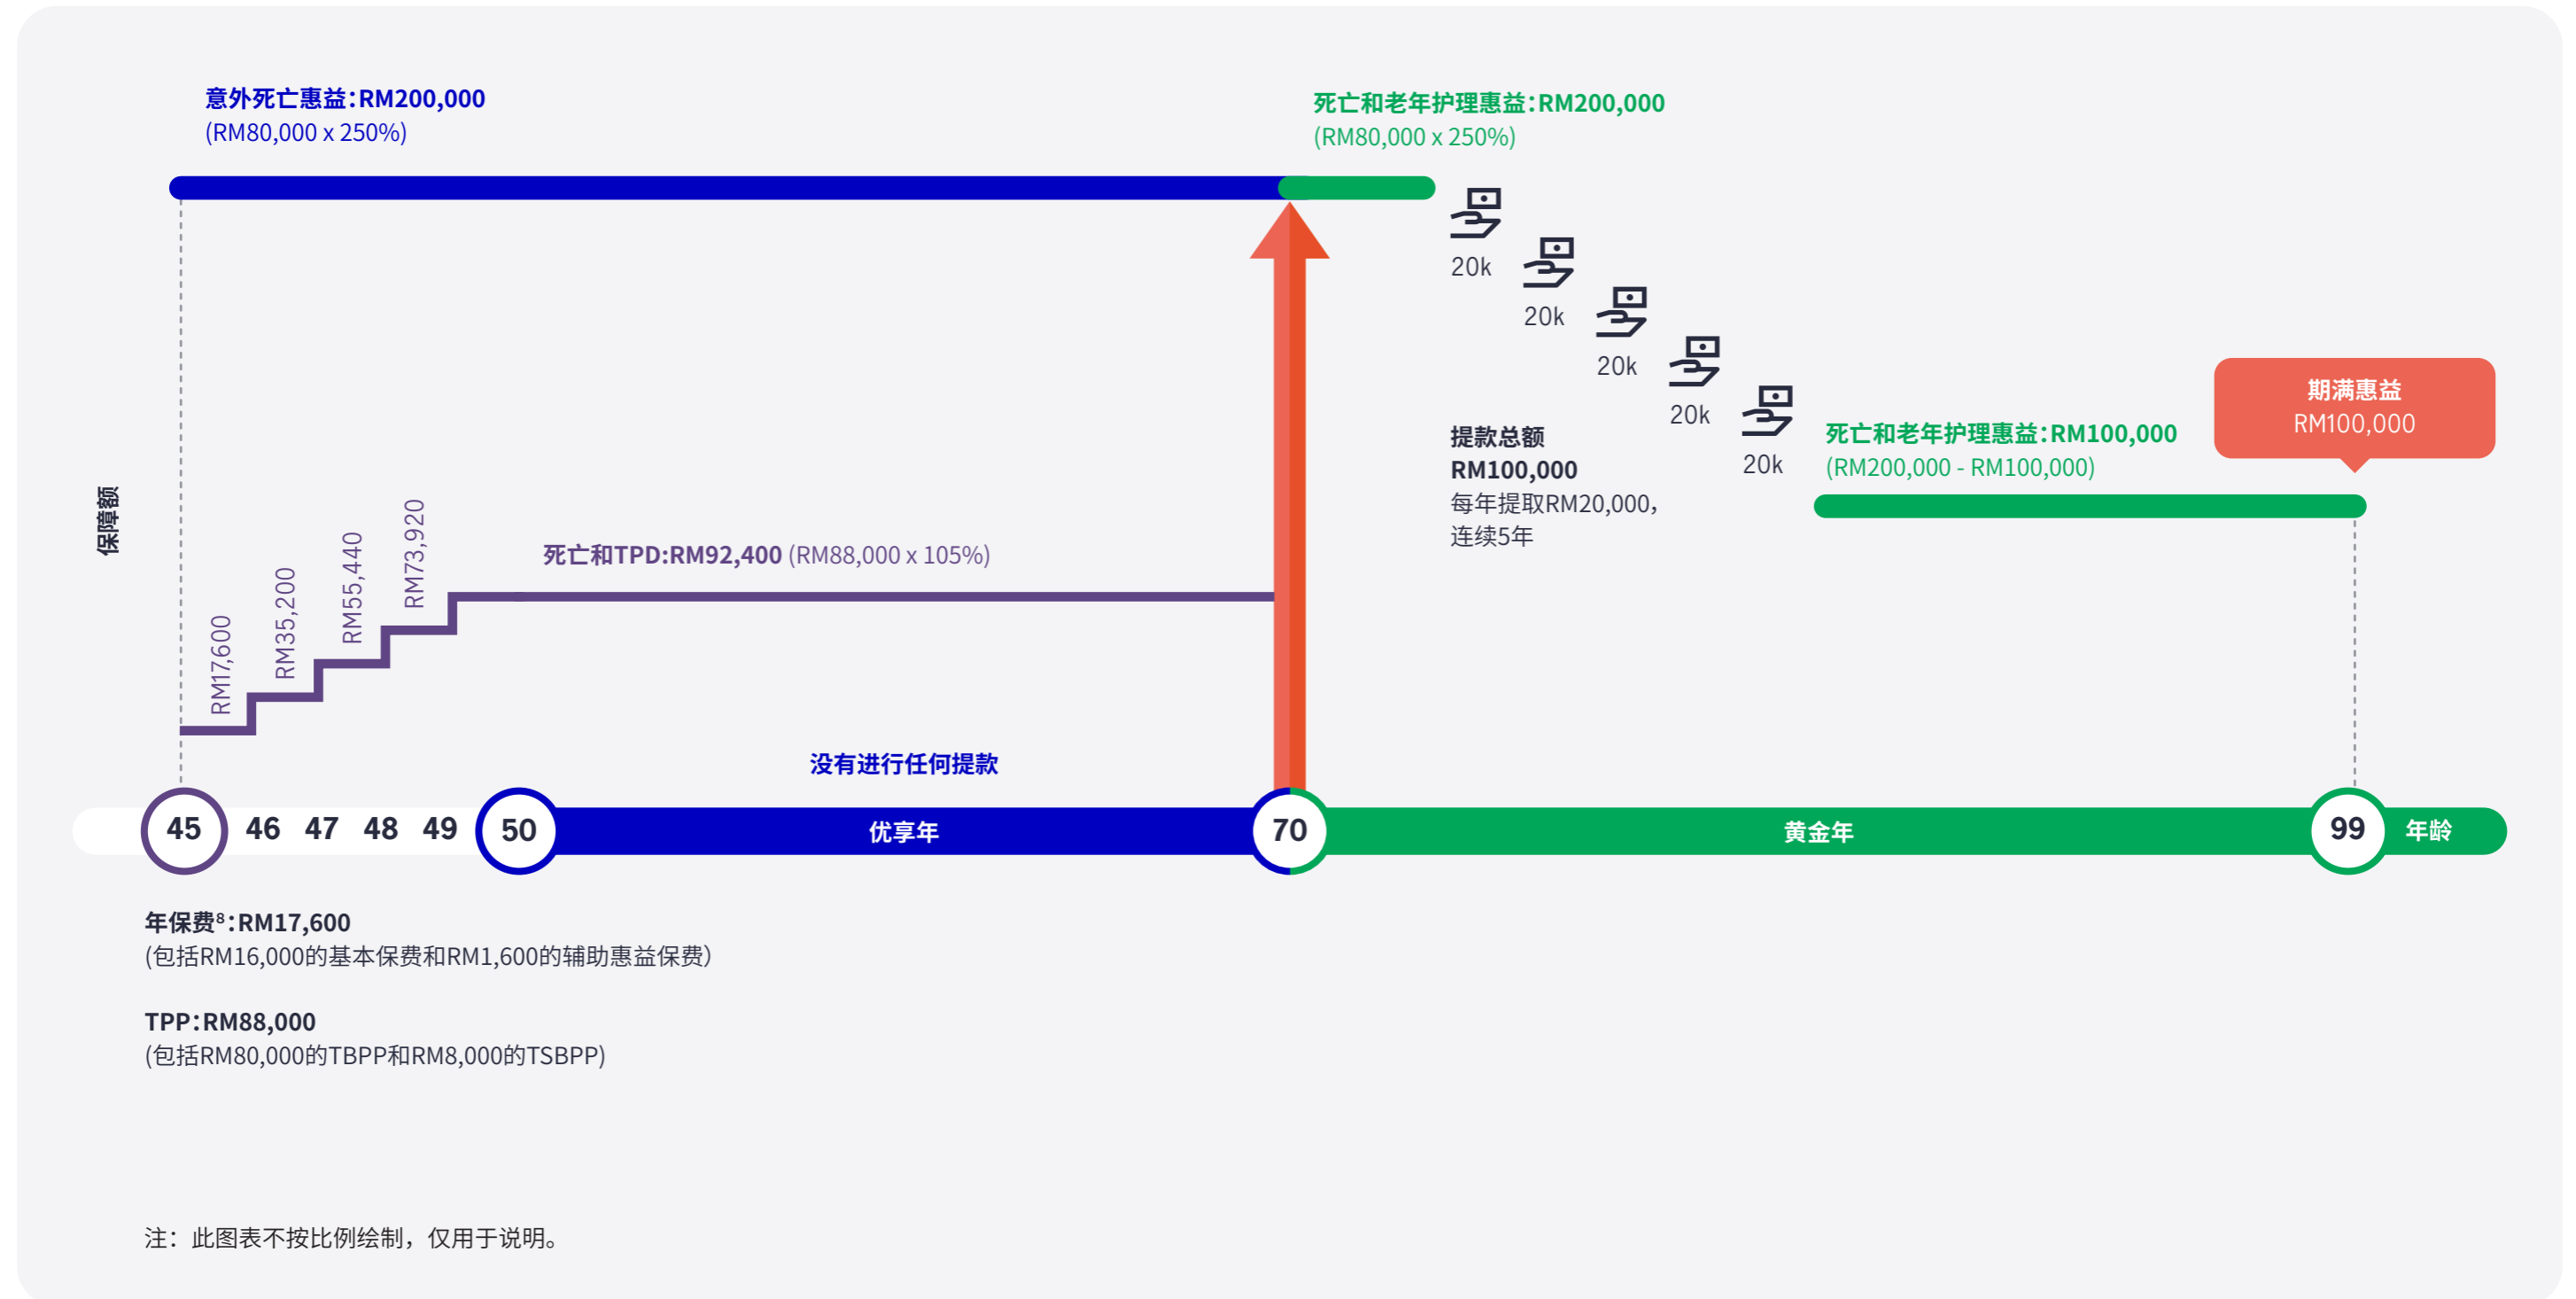 意外死亡惠益：RM200,000
(RM80,000 x 250%)
死亡和老年护理惠益：RM200,000
(RM80,000 x 250%)
20k
20k
20k
20k
20k
提款总额
RM100,000
每年提取RM20,000，
连续5年
死亡和老年护理惠益：RM100,000
(RM200,000 - RM100,000)
期满惠益
RM100,000
保障额
RM17,600
RM35,200
RM55,440
RM73,920
死亡和TPD:RM92,400 (RM88,000 x 105%)
没有进行任何提款
45 46 47 48 49 50 优享年 70 黄金年 99 年龄
年保费⁸：RM17,600
(包括RM16,000的基本保费和RM1,600的辅助惠益保费）
TPP：RM88,000
(包括RM80,000的TBPP和RM8,000的TSBPP)
注：此图表不按比例绘制，仅用于说明。